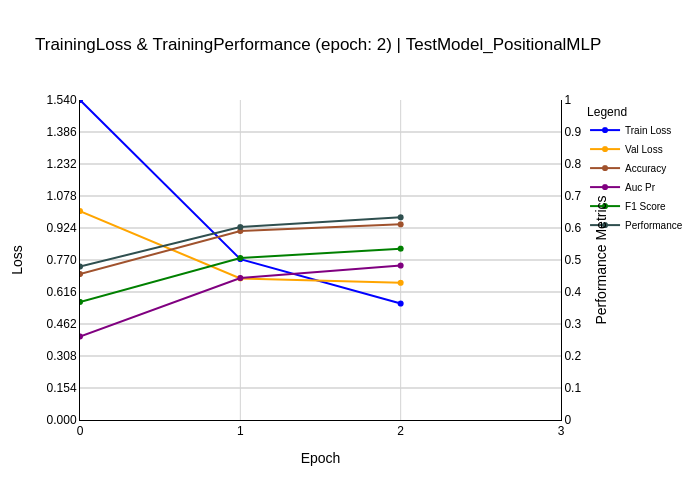 TrainingLoss & TrainingPerformance (epoch: 2) | TestModel_PositionalMLP
Legend
Train Loss
Val Loss
Accuracy
Auc Pr
F1 Score
Performance
Loss
1.540
1.386
1.232
1.078
0.924
0.770
0.616
0.462
0.308
0.154
0.000
1
0.9
0.8
0.7
0.6
0.5
0.4
0.3
0.2
0.1
0
Performance Metrics
0 1 2 3
Epoch